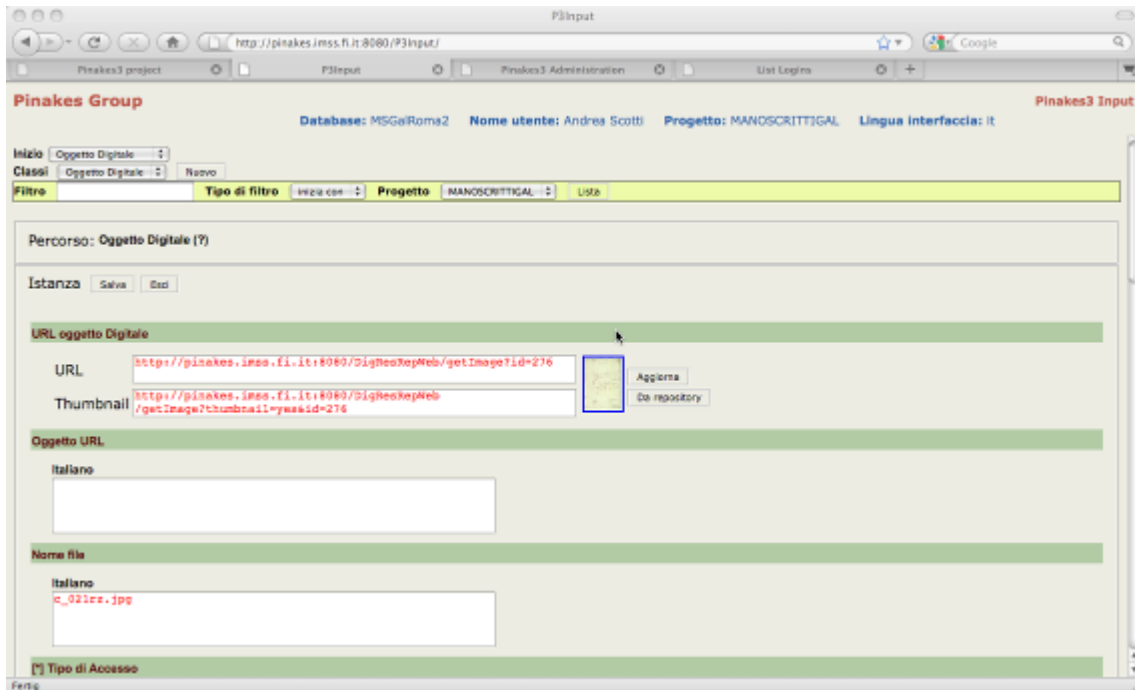 P3Input
http://pinakes.imss.fi.it:8080/P3Input/
Google
Pinakes3 project P3Input Pinakes3 Administration List Logins
Pinakes Group Pinakes3 Input
Database: MSGalRoma2 Nome utente: Andrea Scotti Progetto: MANOSCRITTIGAL Lingua interfaccia: it
Inizio Oggetto Digitale
Classi Oggetto Digitale Nuovo
Filtro Tipo di filtro inizia con Progetto MANOSCRITTIGAL Lista
Percorso: Oggetto Digitale (?)
Istanza Salva Esci
URL oggetto Digitale
URL http://pinakes.imss.fi.it:8080/DigResRepWeb/getImage?id=276
Aggiorna
Thumbnail http://pinakes.imss.fi.it:8080/DigResRepWeb
/getImage?thumbnail=yes&id=276
Da repository
Oggetto URL
Italiano
Nome file
Italiano
c_021rz.jpg
[*] Tipo di Accesso
Fertig